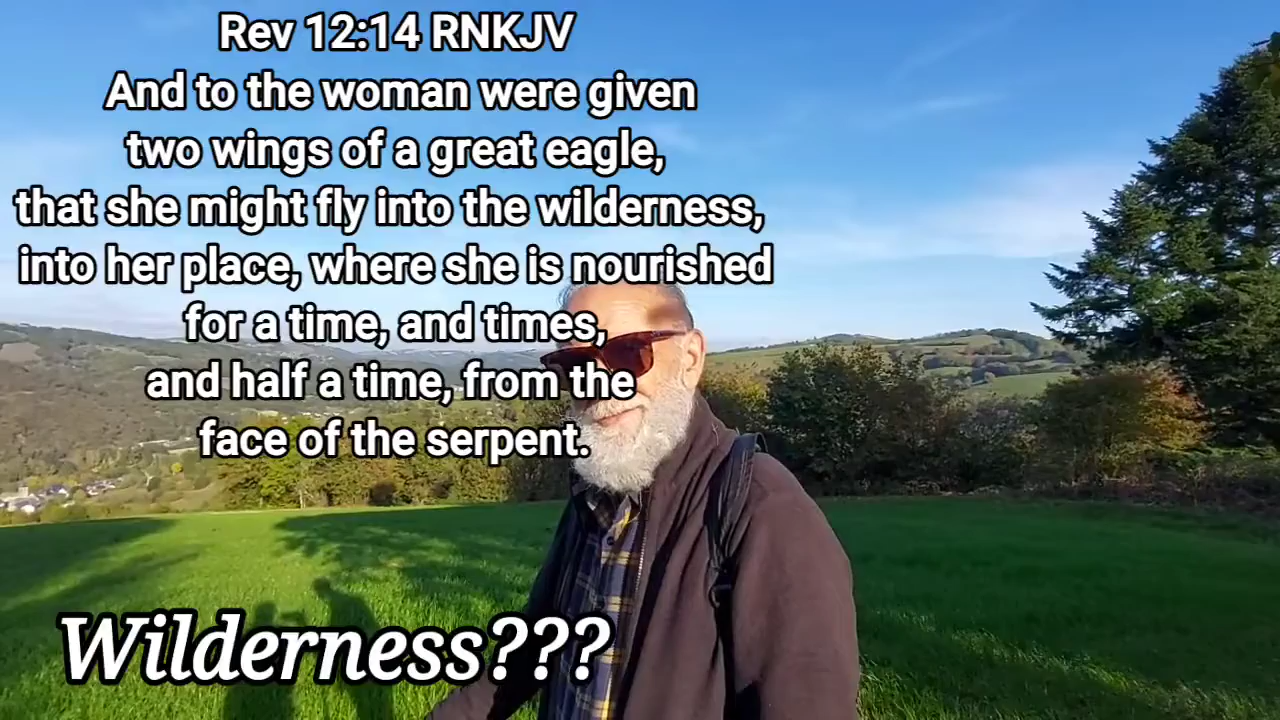 Rev 12:14 RNKJV
And to the woman were given
two wings of a great eagle,
that she might fly into the wilderness,
into her place, where she is nourished
for a time, and times,
and half a time, from the
face of the serpent.
Wilderness???